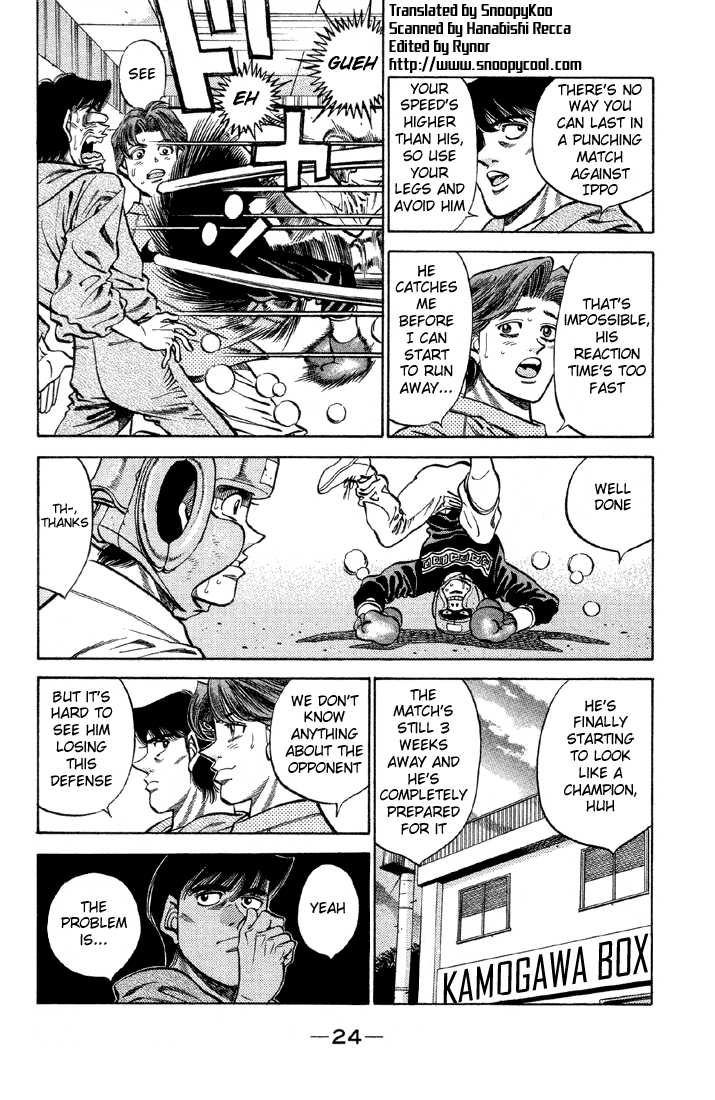 Translated by SnoopyKoo
Scanned by Hanabishi Recca
Edited by Rynor
http://www.snoopycool.com
THERE'S NO
WAY YOU
CAN LAST IN
A PUNCHING
MATCH
AGAINST
IPPO
YOUR
SPEED'S
HIGHER
THAN HIS,
SO USE
YOUR
LEGS AND
AVOID HIM
THAT'S
IMPOSSIBLE,
HIS
REACTION
TIME'S TOO
FAST
HE
CATCHES
ME
BEFORE
I CAN
START
TO RUN
AWAY...
ドドッ
GUEH
EH
SEE
WELL
DONE
TH-,
THANKS
HE'S
FINALLY
STARTING
TO LOOK
LIKE A
CHAMPION,
HUH
THE
MATCH'S
STILL 3
WEEKS
AWAY AND
HE'S
COMPLETELY
PREPARED
FOR IT
KAMOGAWA BOX
WE DON'T
KNOW
ANYTHING
ABOUT THE
OPPONENT
BUT IT'S
HARD TO
SEE HIM
LOSING
THIS
DEFENSE
YEAH
THE
PROBLEM
IS...
—24—